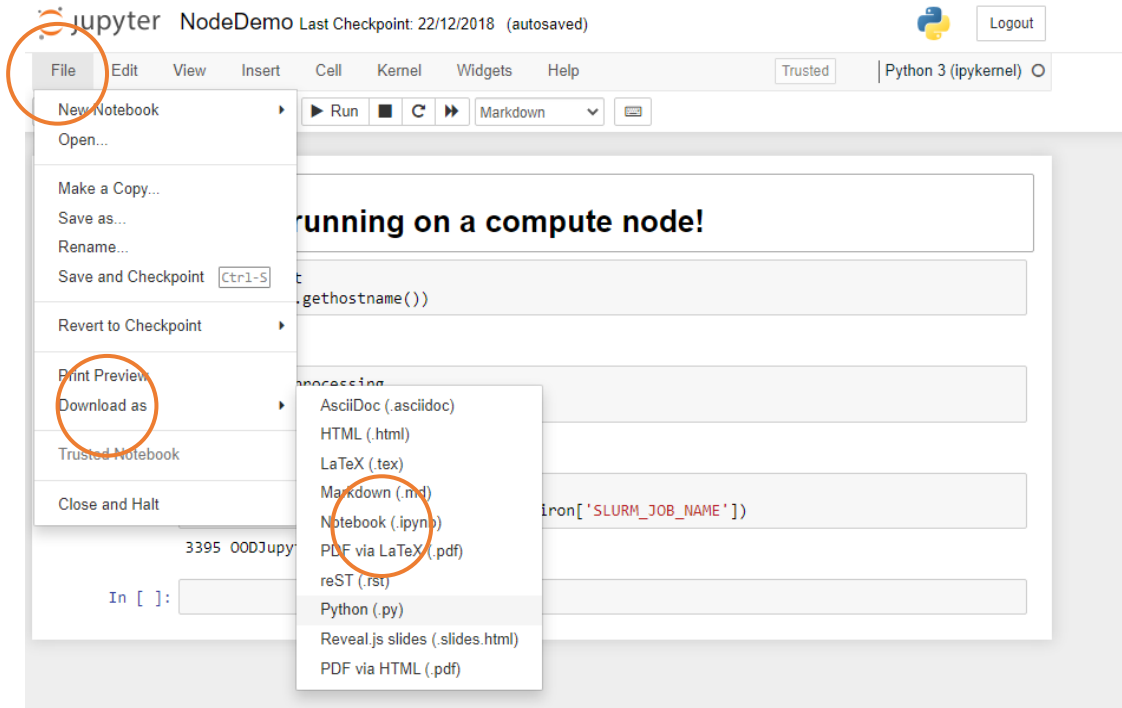 jupyter NodeDemo Last Checkpoint: 22/12/2018 (autosaved) Logout
File Edit View Insert Cell Kernel Widgets Help Trusted Python 3 (ipykernel)
New Notebook Run Markdown
Open...
Make a Copy...
Save as...
running on a compute node!
Rename...
Save and Checkpoint Ctrl-S t
.gethostname())
Revert to Checkpoint
Print Preview
processing
Download as
AsciiDoc (.asciidoc)
HTML (.html)
Trusted Notebook
LaTeX (.tex)
Markdown (.md)
Close and Halt
iron['SLURM_JOB_NAME'])
Notebook (.ipynb)
3395 OODJupyt
PDF via LaTeX (.pdf)
reST (.rst)
In [ ]:
Python (.py)
Reveal.js slides (.slides.html)
PDF via HTML (.pdf)